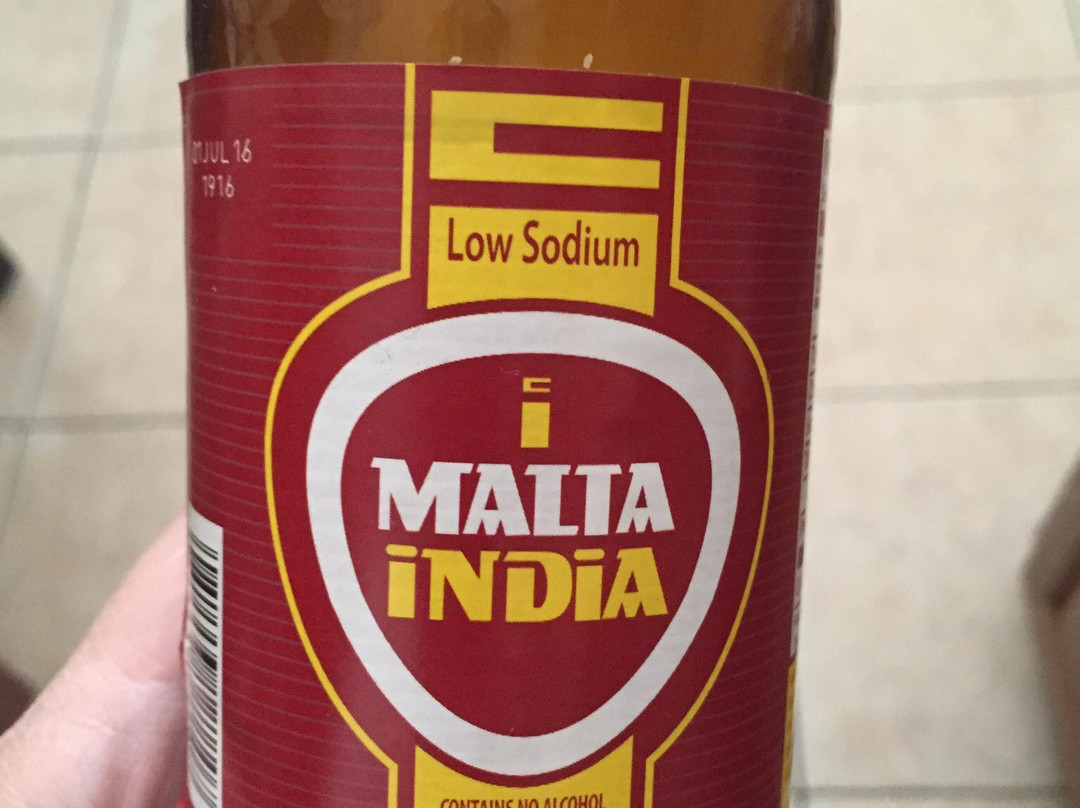 JUL 16
1916
Low Sodium
i
MALTA
iNDiA
CONTAINS NO ALCOHOL